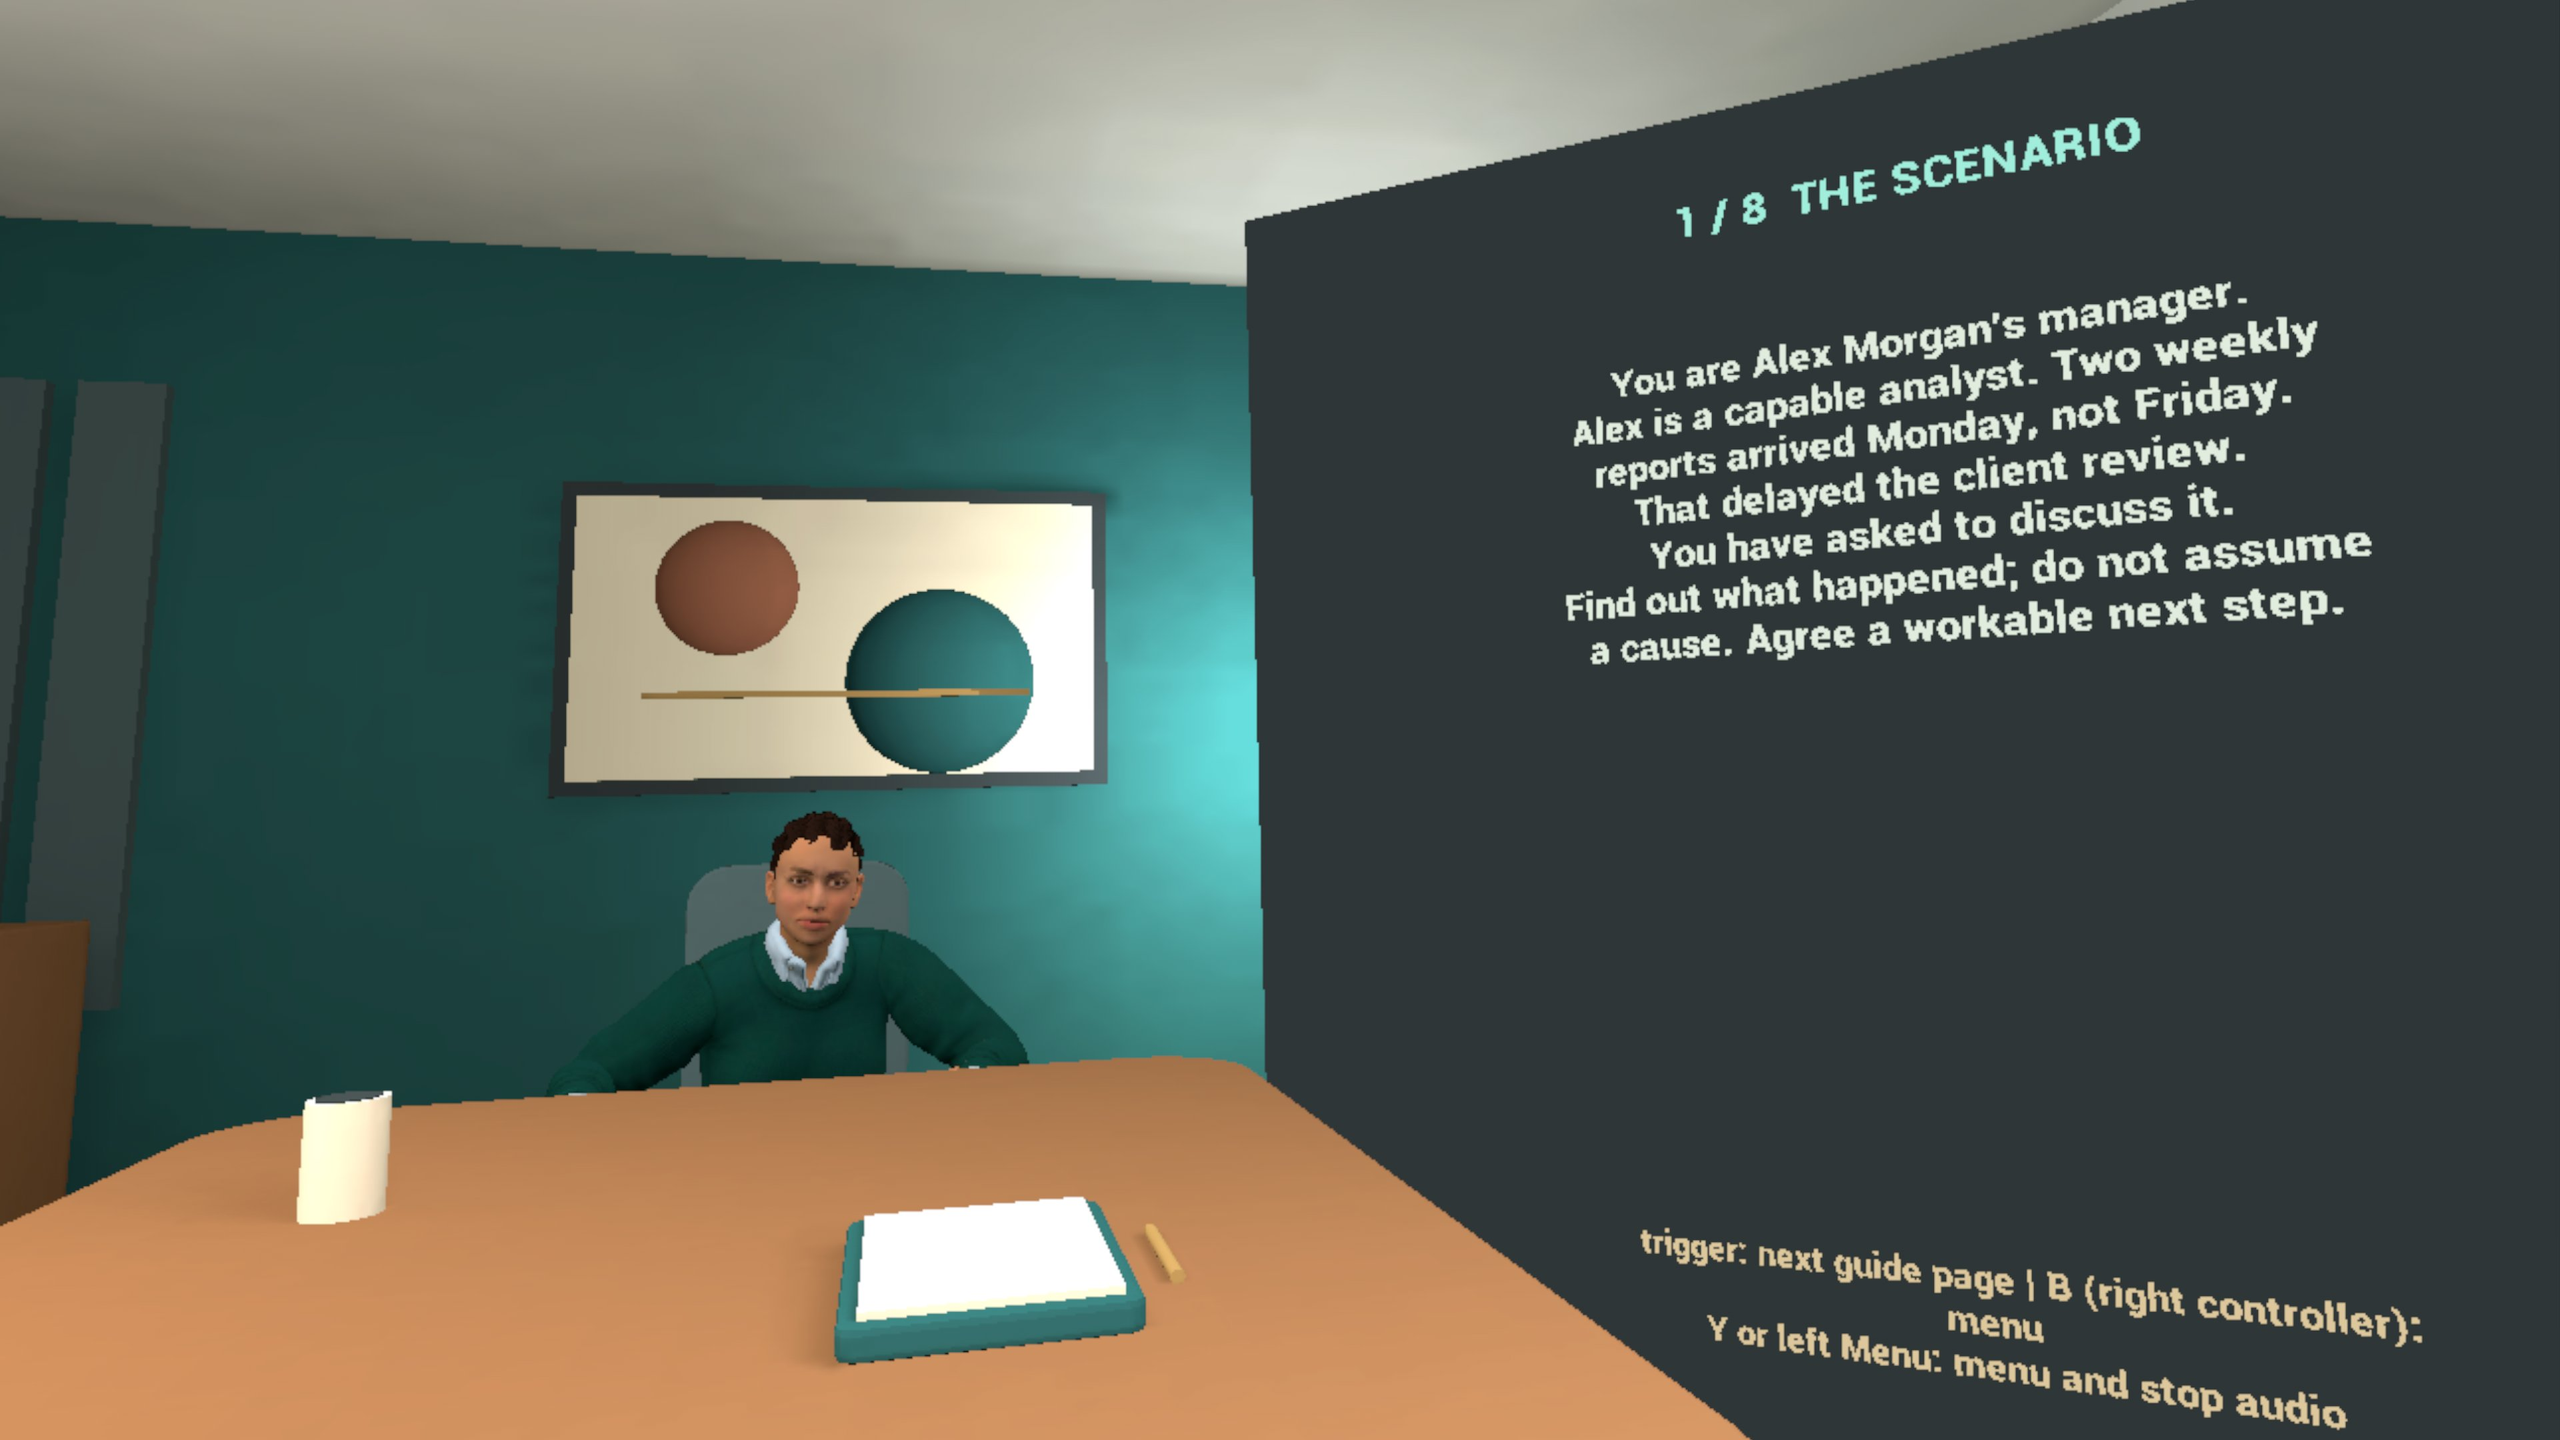 1 / 8 THE SCENARIO
You are Alex Morgan's manager.
Alex is a capable analyst. Two weekly
reports arrived Monday, not Friday.
That delayed the client review.
You have asked to discuss it.
Find out what happened; do not assume
a cause. Agree a workable next step.
trigger: next guide page | B (right controller):
menu
Y or left Menu: menu and stop audio